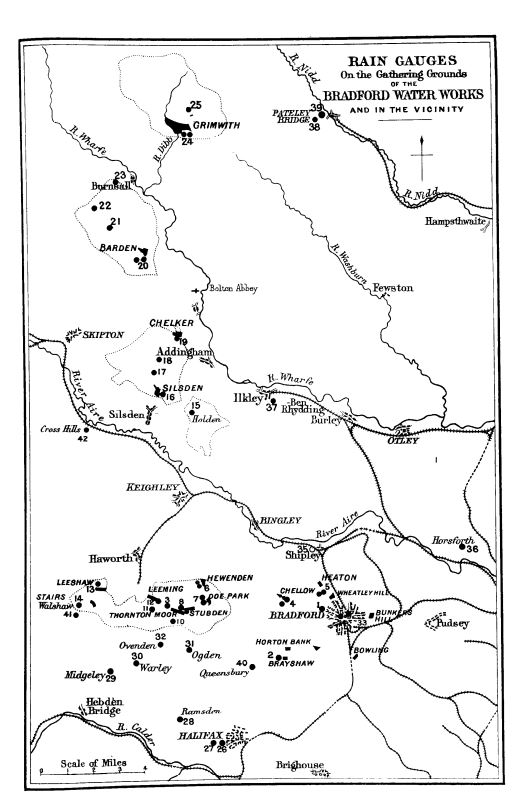 RAIN GAUGES
On the Gathering Grounds
OF THE
BRADFORD WATER WORKS
AND IN THE VICINITY
R. Nidd
39
PATELEY
BRIDGE
38
25
GRIMWITH
24
R. Wharfe
R. Dibb
23
Burnsall
22
21
BARDEN
20
R. Nidd
Hampsthwaite
R. Washburn
Fewston
Bolton Abbey
CHELKER
19
SKIPTON
Addingham
18
17
SILSDEN
16
River Aire
Silsden
15
Holden
R. Wharfe
Ilkley
37
Ben
Rhydding
Burley
OTLEY
Cross Hills
42
KEIGHLEY
BINGLEY
River Aire
35
Shipley
Horsforth
36
Haworth
LEESHAW
13
HEWENDEN
6
HEATON
STAIRS
14
Walshaw
41
LEEMING
12
11
9
8
7
DOE PARK
THORNTON MOOR
STUBDEN
10
CHELLOW
4
WHEATLEY HILL
1
BRADFORD
33
BUNKERS
HILL
Pudsey
BOWLING
HORTON BANK
2
BRAYSHAW
Ovenden
32
31
Ogden
30
Warley
40
Queensbury
Midgeley
29
Hebden
Bridge
R. Calder
Ramsden
28
HALIFAX
27 26
Scale of Miles
0 1 2 3 4
Brighouse